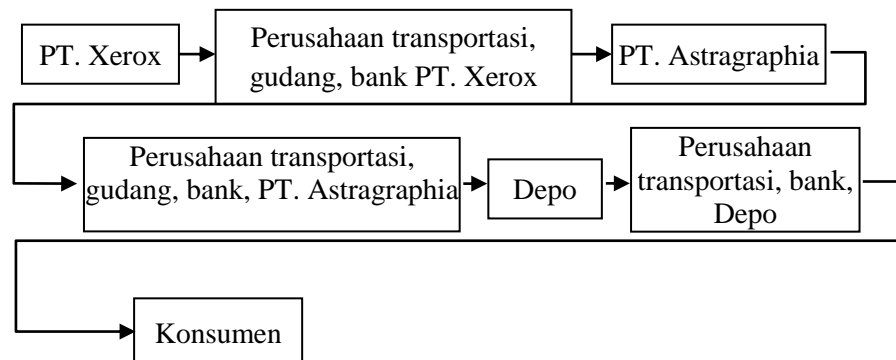 PT. Xerox
Perusahaan transportasi,
gudang, bank PT. Xerox
PT. Astragraphia
Perusahaan transportasi,
gudang, bank, PT. Astragraphia
Depo
Perusahaan
transportasi, bank,
Depo
Konsumen